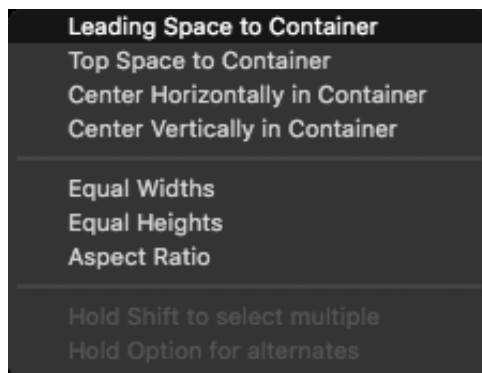 Leading Space to Container
Top Space to Container
Center Horizontally in Container
Center Vertically in Container
Equal Widths
Equal Heights
Aspect Ratio
Hold Shift to select multiple
Hold Option for alternates